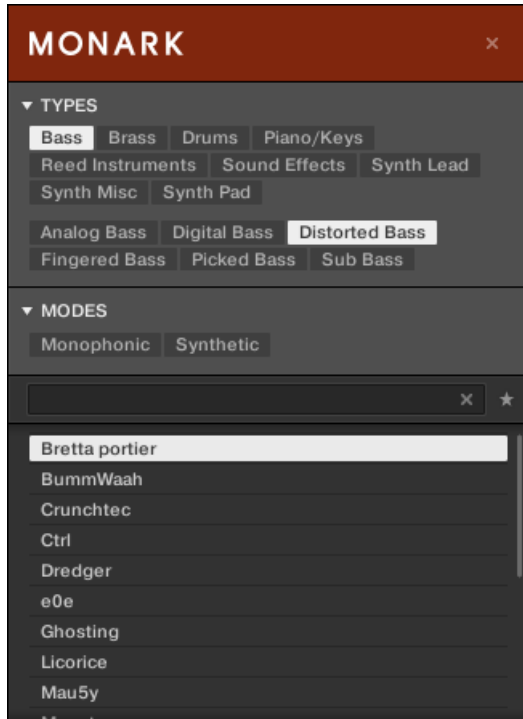 MONARK ×
▼ TYPES
Bass Brass Drums Piano/Keys
Reed Instruments Sound Effects Synth Lead
Synth Misc Synth Pad
Analog Bass Digital Bass Distorted Bass
Fingered Bass Picked Bass Sub Bass
▼ MODES
Monophonic Synthetic
× ★
Bretta portier
BummWaah
Crunchtec
Ctrl
Dredger
e0e
Ghosting
Licorice
Mau5y